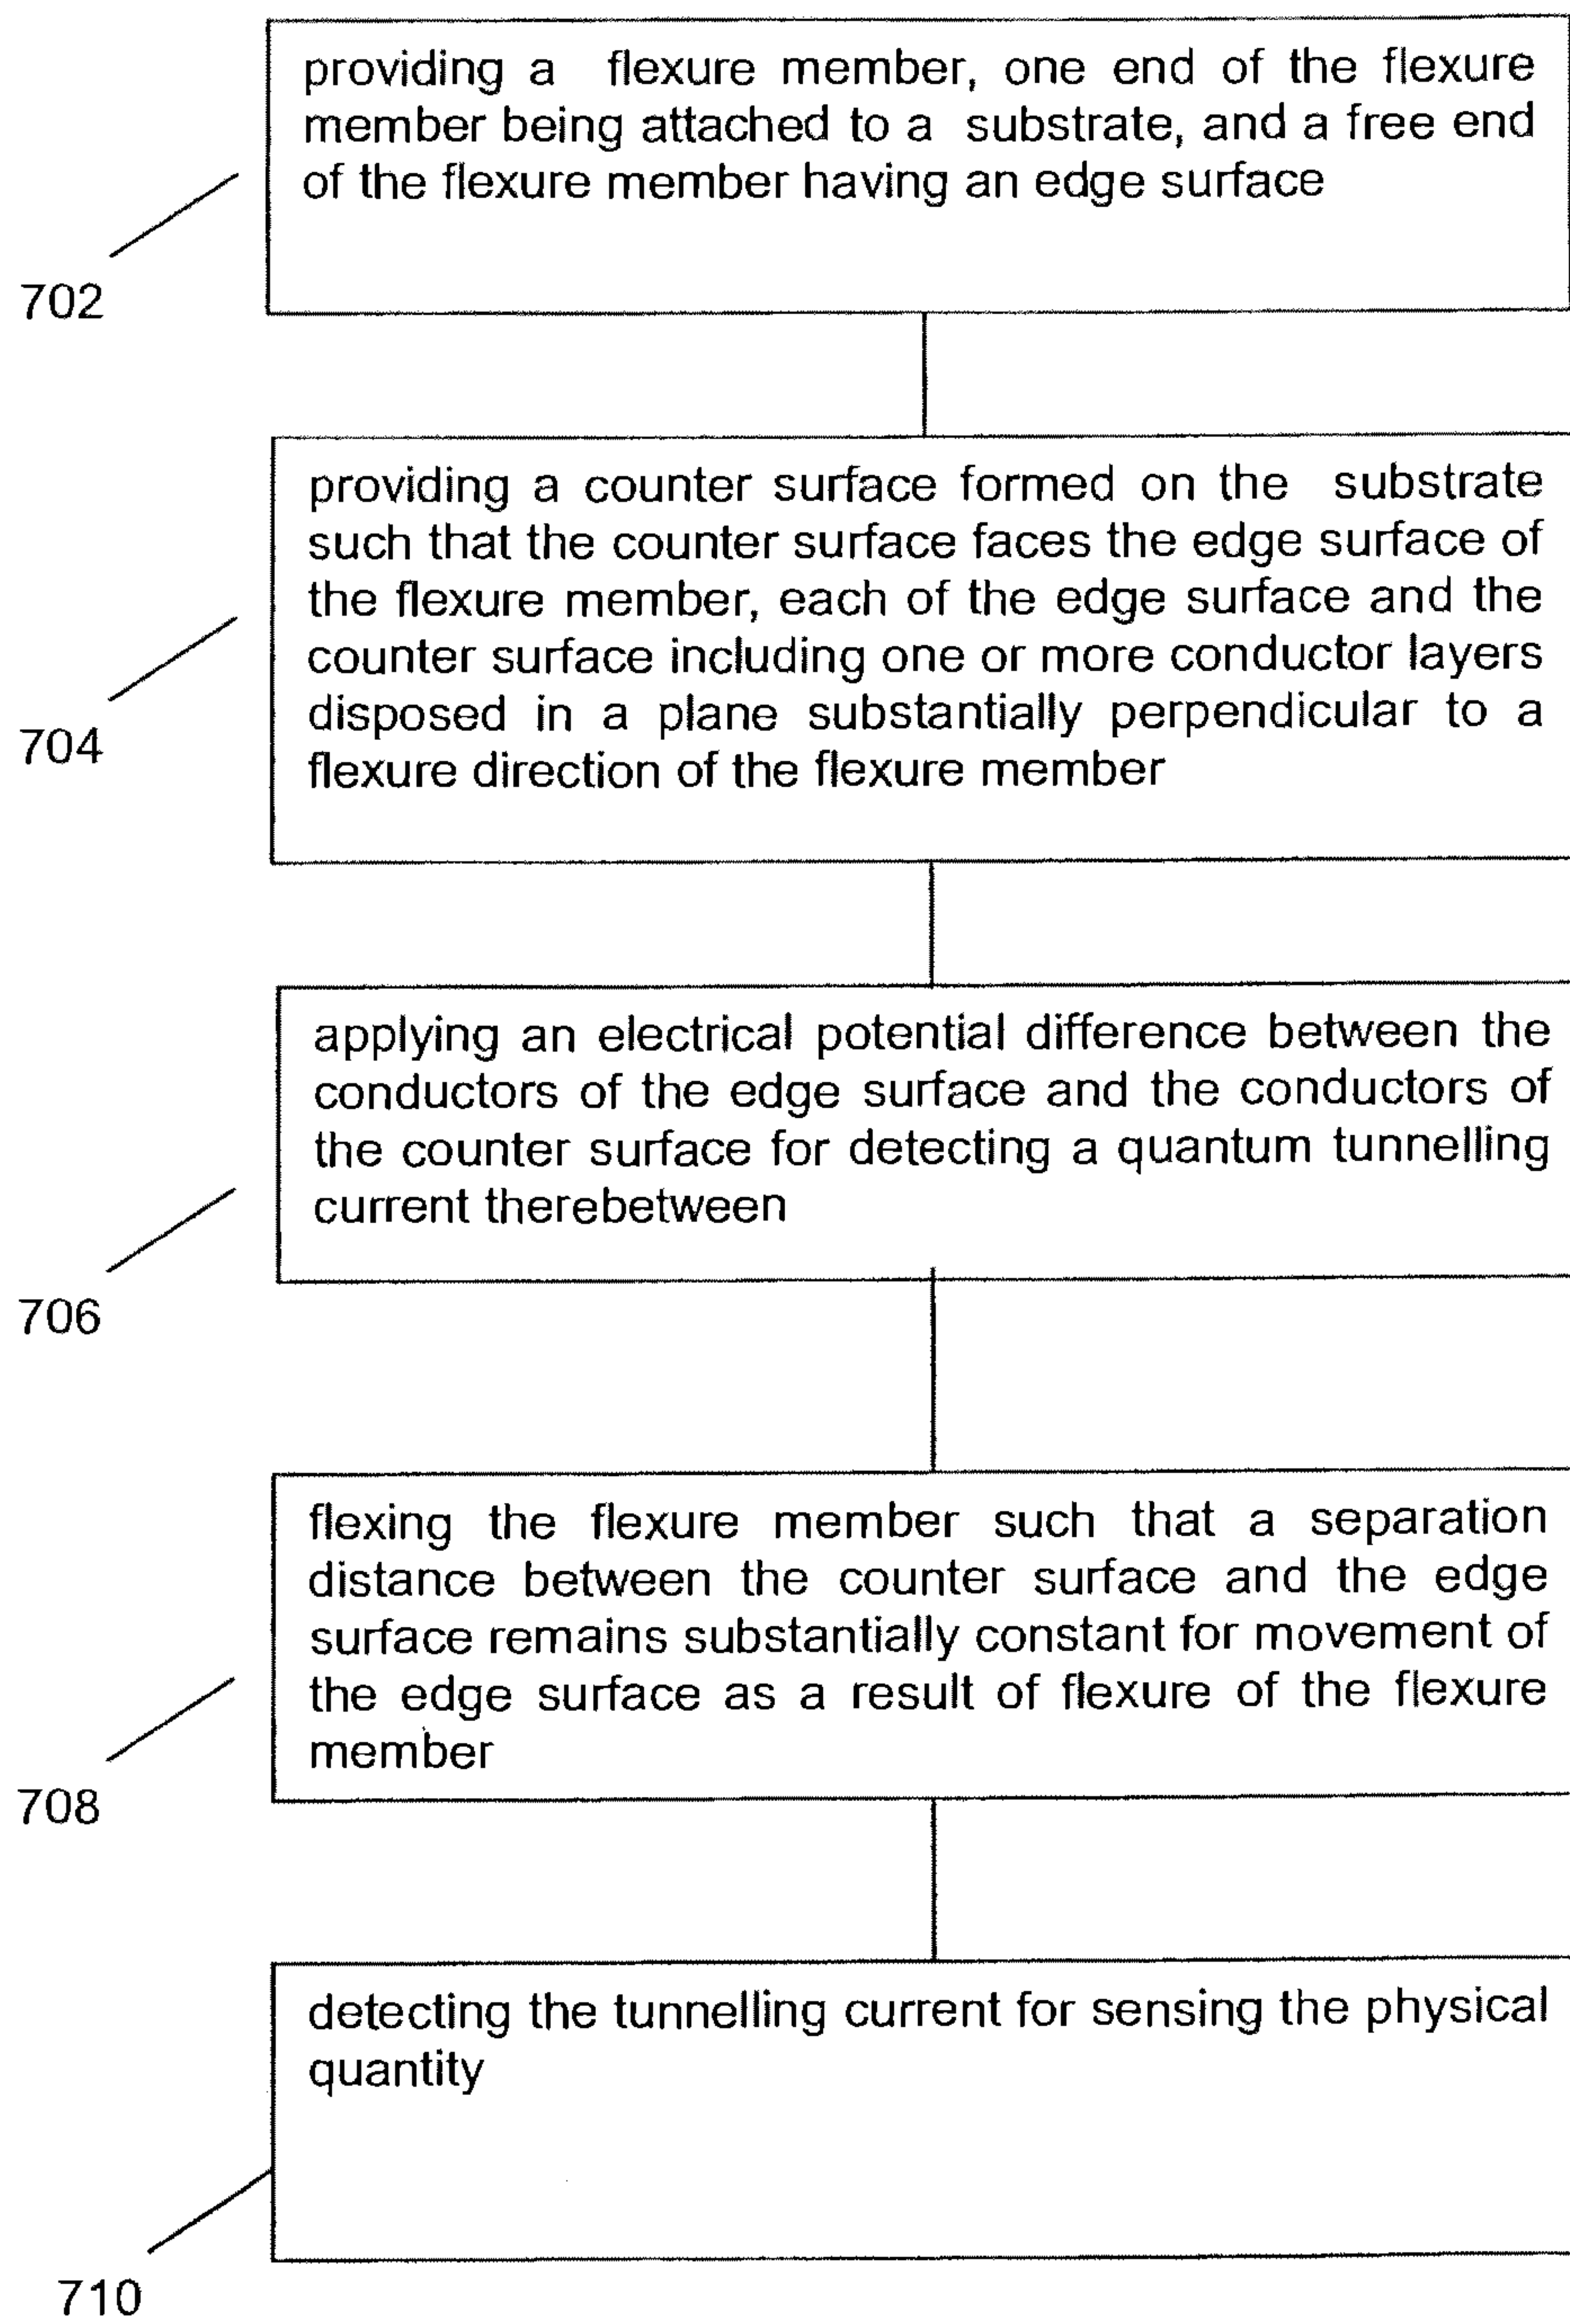 providing a flexure member, one end of the flexure
member being attached to a substrate, and a free end
of the flexure member having an edge surface
702
providing a counter surface formed on the substrate
such that the counter surface faces the edge surface of
the flexure member, each of the edge surface and the
counter surface including one or more conductor layers
disposed in a plane substantially perpendicular to a
flexure direction of the flexure member
704
applying an electrical potential difference between the
conductors of the edge surface and the conductors of
the counter surface for detecting a quantum tunnelling
current therebetween
706
flexing the flexure member such that a separation
distance between the counter surface and the edge
surface remains substantially constant for movement of
the edge surface as a result of flexure of the flexure
member
708
detecting the tunnelling current for sensing the physical
quantity
710